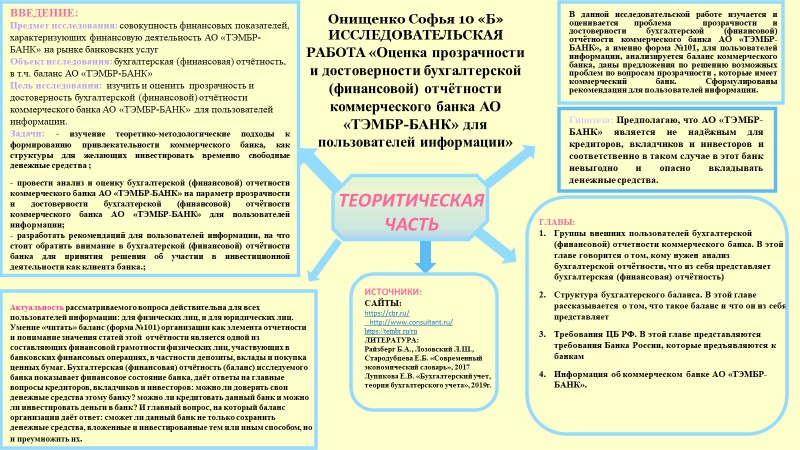 ВВЕДЕНИЕ:
Предмет исследования: совокупность финансовых показателей,
характеризующих финансовую деятельность АО «ТЭМБР-
БАНК» на рынке банковских услуг
Объект исследования: бухгалтерская (финансовая) отчётность,
в т.ч. баланс АО «ТЭМБР-БАНК»
Цель исследования: изучить и оценить прозрачность и
достоверность бухгалтерской (финансовой) отчётности
коммерческого банка АО «ТЭМБР-БАНК» для пользователей
информации.
Задачи: - изучение теоретико-методологические подходы к
формированию привлекательности коммерческого банка, как
структуры для желающих инвестировать временно свободные
денежные средства ;
- провести анализ и оценку бухгалтерской (финансовой) отчетности
коммерческого банка АО «ТЭМБР-БАНК» на параметр прозрачности
и достоверности бухгалтерской (финансовой) отчётности
коммерческого банка АО «ТЭМБР-БАНК» для пользователей
информации;
- разработать рекомендаций для пользователей информации, на что
стоит обратить внимание в бухгалтерской (финансовой) отчётности
банка для принятия решения об участии в инвестиционной
деятельности как клиента банка.;
Онищенко Софья 10 «Б»
ИССЛЕДОВАТЕЛЬСКАЯ
РАБОТА «Оценка прозрачности
и достоверности бухгалтерской
(финансовой) отчётности
коммерческого банка АО
«ТЭМБР-БАНК» для
пользователей информации»
В данной исследовательской работе изучается и
оценивается проблема прозрачности и
достоверности бухгалтерской (финансовой)
отчётности коммерческого банка АО «ТЭМБР-
БАНК», а именно форма №101, для пользователей
информации, анализируется баланс коммерческого
банка, даны предложения по решению возможных
проблем по вопросам прозрачности , которые имеет
коммерческий банк. Сформулированы
рекомендации для пользователей информации.
Гипотеза: Предполагаю, что АО «ТЭМБР-
БАНК» является не надёжным для
кредиторов, вкладчиков и инвесторов и
соответственно в таком случае в этот банк
невыгодно и опасно вкладывать
денежные средства.
ТЕОРИТИЧЕСКАЯ
ЧАСТЬ
ГЛАВЫ:
1. Группы внешних пользователей бухгалтерской
(финансовой) отчетности коммерческого банка. В этой
главе говорится о том, кому нужен анализ
бухгалтерской отчётности, что из себя представляет
бухгалтерская (финансовая) отчётность)
2. Структура бухгалтерского баланса. В этой главе
рассказывается о том, что такое баланс и что он из себя
представляет
3. Требования ЦБ РФ. В этой главе представляются
требования Банка России, которые предъявляются к
банкам
4. Информация об коммерческом банке АО «ТЭМБР-
БАНК».
Актуальность рассматриваемого вопроса действительна для всех
пользователей информации: для физических лиц, и для юридических лиц.
Умение «читать» баланс (форма №101) организации как элемента отчетности
и понимание значения статей этой отчётности является одной из
составляющих финансовой грамотности физических лиц, участвующих в
банковских финансовых операциях, в частности депозиты, вклады и покупка
ценных бумаг. Бухгалтерская (финансовая) отчётность (баланс) исследуемого
банка показывает финансовое состояние банка, даёт ответы на главные
вопросы кредиторов, вкладчиков и инвесторов: можно ли доверить свои
денежные средства этому банку? можно ли кредитовать данный банк и можно
ли инвестировать деньги в банк? И главный вопрос, на который баланс
организации даёт ответ: сможет ли данный банк не только сохранить
денежные средства, вложенные и инвестированные тем или иным способом, но
и преумножить их.
ИСТОЧНИКИ:
САЙТЫ:
https://cbr.ru/
http://www.consultant.ru/
https://tembr.ru/ru
ЛИТЕРАТУРА:
Райзберг Б.А., Лозовский Л.Ш.,
Стародубцева Е.Б. «Современный
экономический словарь», 2017
Лупикова Е.В. «Бухгалтерский учет,
теория бухгалтерского учета», 2019г.